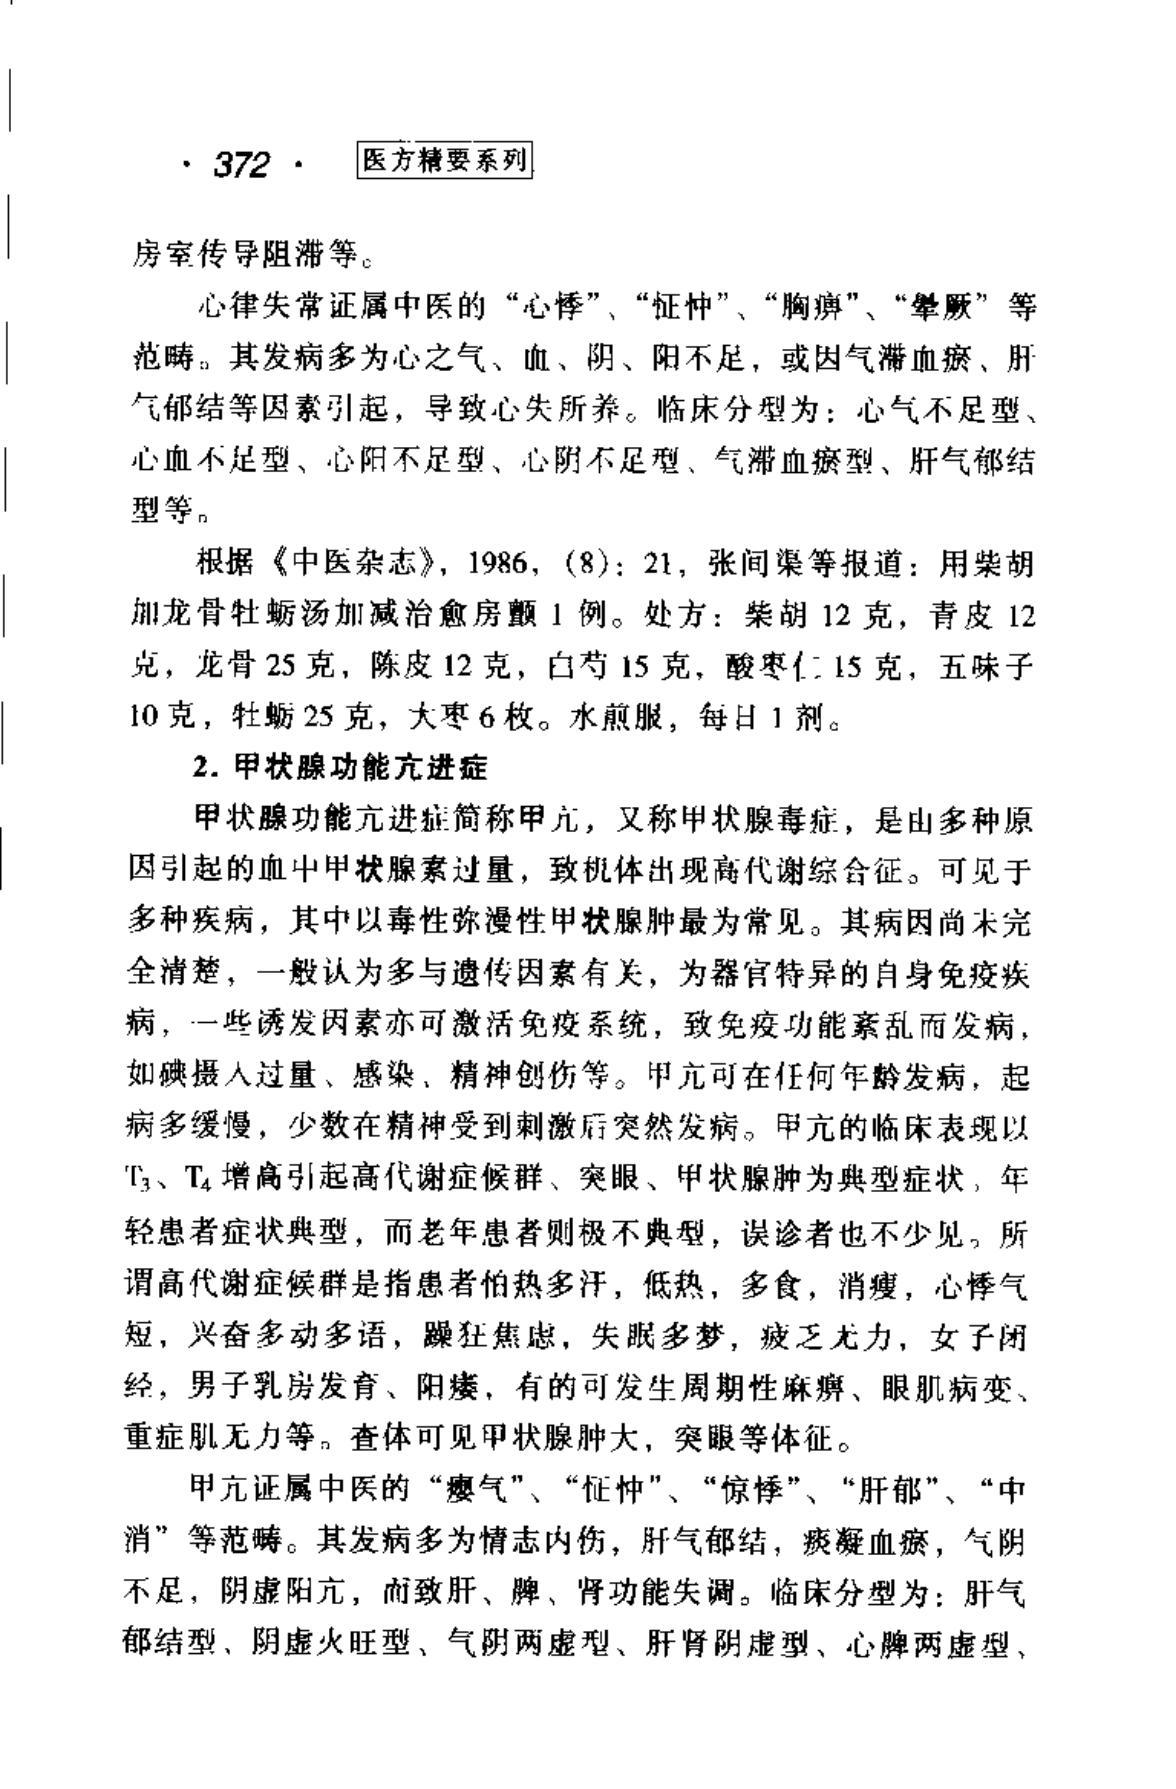 · 372 · 医方精要系列
房室传导阻滞等。
心律失常证属中医的“心悸”、“怔忡”、“胸痹”、“晕厥”等
范畴。其发病多为心之气、血、阴、阳不足，或因气滞血瘀、肝
气郁结等因素引起，导致心失所养。临床分型为：心气不足型、
心血不足型、心阳不足型、心阴不足型、气滞血瘀型、肝气郁结
型等。
根据《中医杂志》，1986，（8）：21，张间渠等报道：用柴胡
加龙骨牡蛎汤加减治愈房颤 1 例。处方：柴胡 12 克，青皮 12
克，龙骨 25 克，陈皮 12 克，白芍 15 克，酸枣仁 15 克，五味子
10 克，牡蛎 25 克，大枣 6 枚。水煎服，每日 1 剂。
2. 甲状腺功能亢进症
甲状腺功能亢进症简称甲亢，又称甲状腺毒症，是由多种原
因引起的血中甲状腺素过量，致机体出现高代谢综合征。可见于
多种疾病，其中以毒性弥漫性甲状腺肿最为常见。其病因尚未完
全清楚，一般认为多与遗传因素有关，为器官特异的自身免疫疾
病，一些诱发因素亦可激活免疫系统，致免疫功能紊乱而发病，
如碘摄入过量、感染、精神创伤等。甲亢可在任何年龄发病，起
病多缓慢，少数在精神受到刺激后突然发病。甲亢的临床表现以
T₃、T₄ 增高引起高代谢症候群、突眼、甲状腺肿为典型症状，年
轻患者症状典型，而老年患者则极不典型，误诊者也不少见。所
谓高代谢症候群是指患者怕热多汗，低热，多食，消瘦，心悸气
短，兴奋多动多语，躁狂焦虑，失眠多梦，疲乏无力，女子闭
经，男子乳房发育、阳痿，有的可发生周期性麻痹、眼肌病变、
重症肌无力等。查体可见甲状腺肿大，突眼等体征。
甲亢证属中医的“瘿气”、“怔忡”、“惊悸”、“肝郁”、“中
消”等范畴。其发病多为情志内伤，肝气郁结，痰凝血瘀，气阴
不足，阴虚阳亢，而致肝、脾、肾功能失调。临床分型为：肝气
郁结型、阴虚火旺型、气阴两虚型、肝肾阴虚型、心脾两虚型、